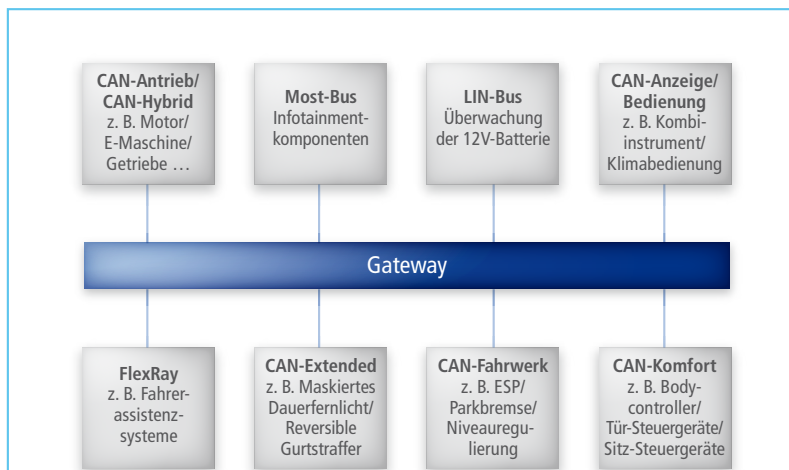 CAN-Antrieb/
CAN-Hybrid
z. B. Motor/
E-Maschine/
Getriebe …
Most-Bus
Infotainment-
komponenten
LIN-Bus
Überwachung
der 12V-Batterie
CAN-Anzeige/
Bedienung
z. B. Kombi-
instrument/
Klimabedienung
Gateway
FlexRay
z. B. Fahrer-
assistenz-
systeme
CAN-Extended
z. B. Maskiertes
Dauerfernlicht/
Reversible
Gurtstraffer
CAN-Fahrwerk
z. B. ESP/
Parkbremse/
Niveauregu-
lierung
CAN-Komfort
z. B. Body-
controller/
Tür-Steuergeräte/
Sitz-Steuergeräte